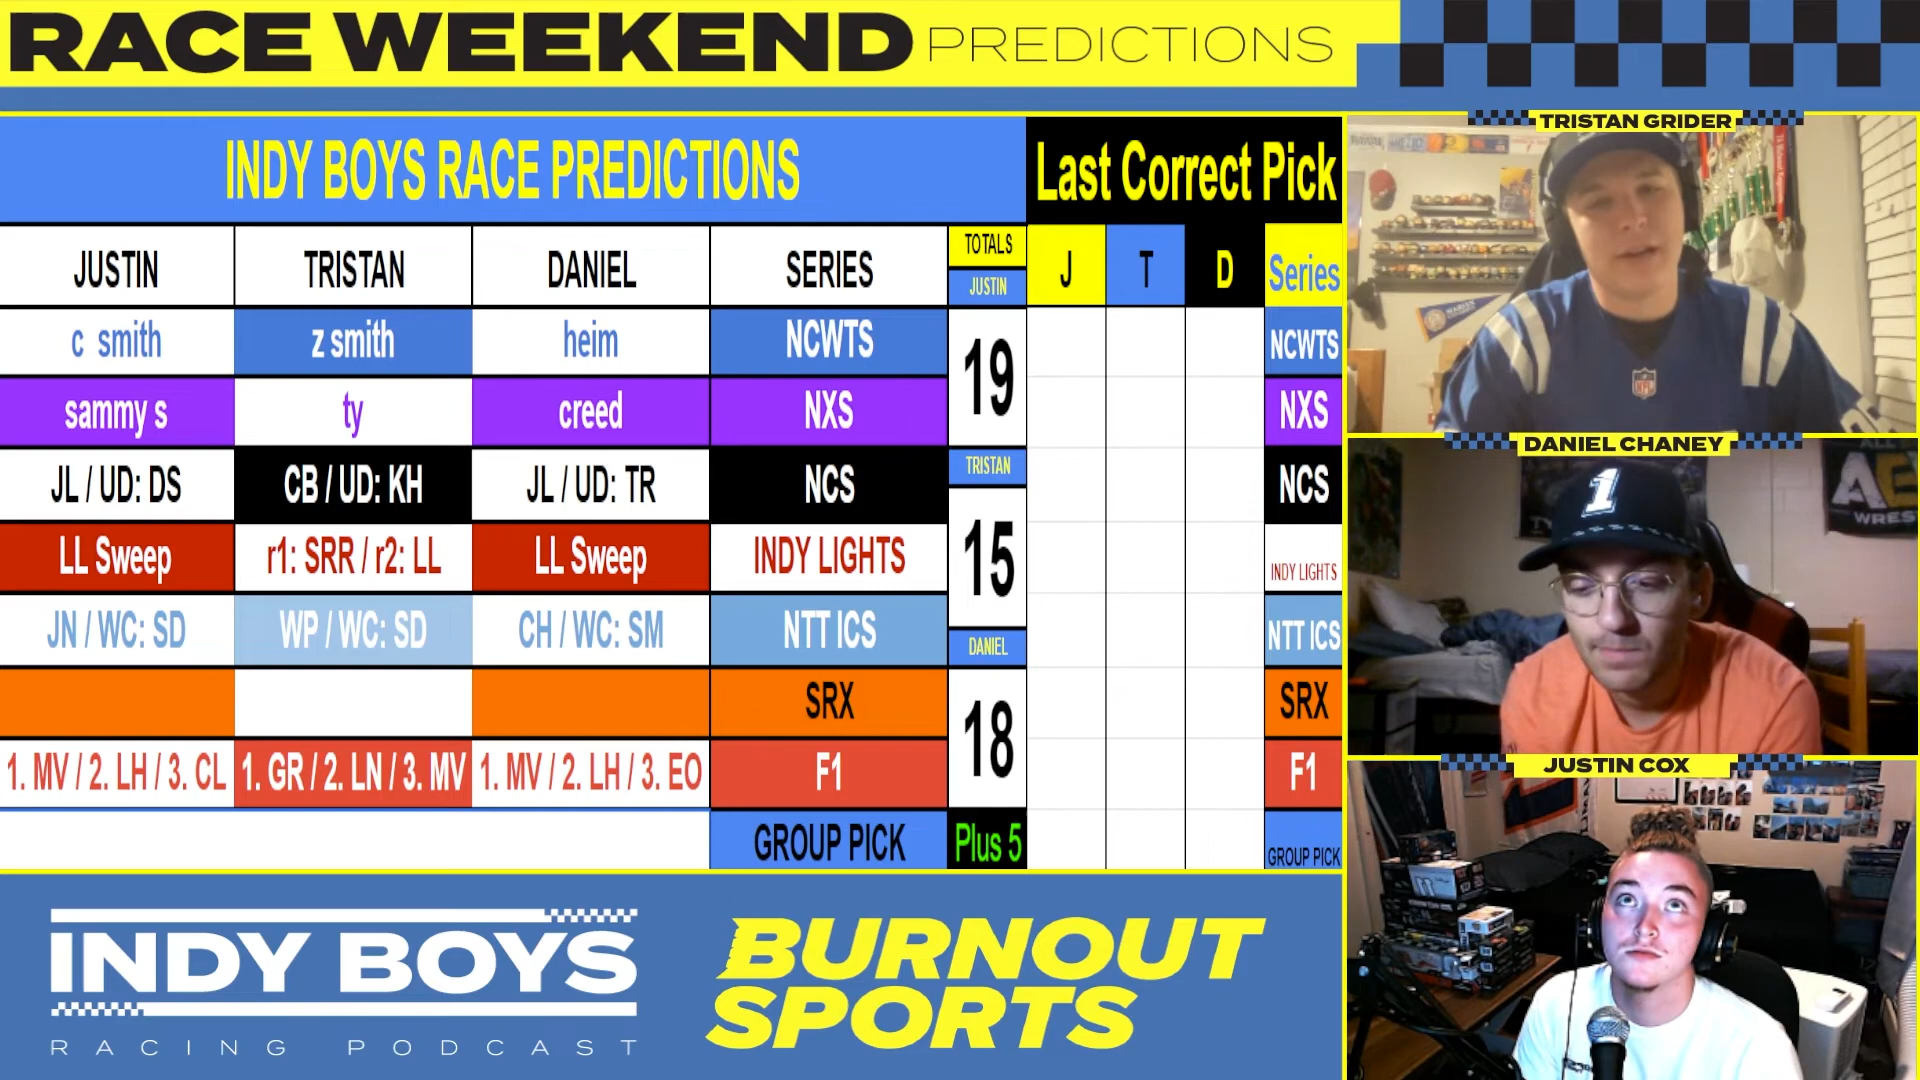 RACE WEEKEND PREDICTIONS
INDY BOYS RACE PREDICTIONS
Last Correct Pick
JUSTIN TRISTAN DANIEL SERIES TOTALS JUSTIN J T D Series
c smith z smith heim NCWTS 19 NCWTS
sammy s ty creed NXS NXS
JL / UD: DS CB / UD: KH JL / UD: TR NCS TRISTAN NCS
LL Sweep r1: SRR / r2: LL LL Sweep INDY LIGHTS 15 INDY LIGHTS
JN / WC: SD WP / WC: SD CH / WC: SM NTT ICS DANIEL NTT ICS
SRX 18 SRX
1. MV / 2. LH / 3. CL 1. GR / 2. LN / 3. MV 1. MV / 2. LH / 3. EO F1 F1
GROUP PICK Plus 5 GROUP PICK
TRISTAN GRIDER
NFL
DANIEL CHANEY
1
JUSTIN COX
INDY BOYS
RACING PODCAST
BURNOUT
SPORTS